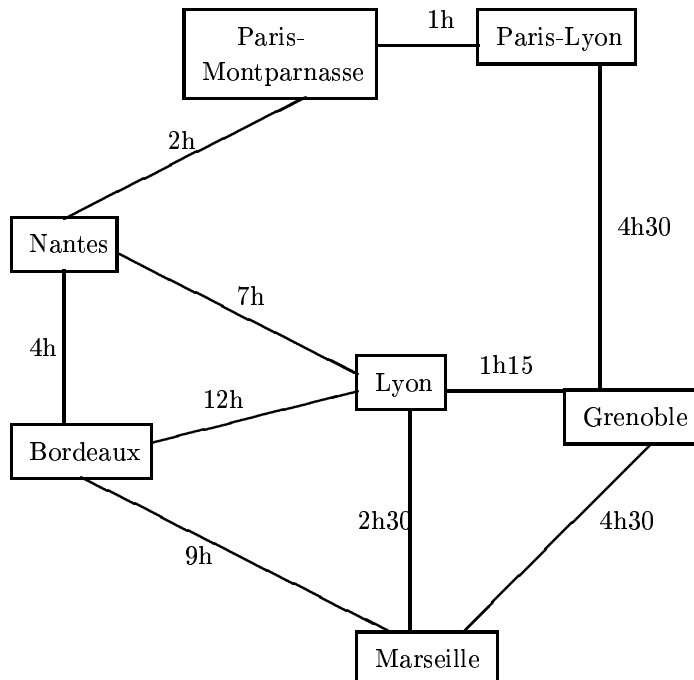 1h
Paris-
Montparnasse
Paris-Lyon
2h
4h30
Nantes
7h
4h
Lyon
1h15
12h
Grenoble
Bordeaux
2h30
4h30
9h
Marseille